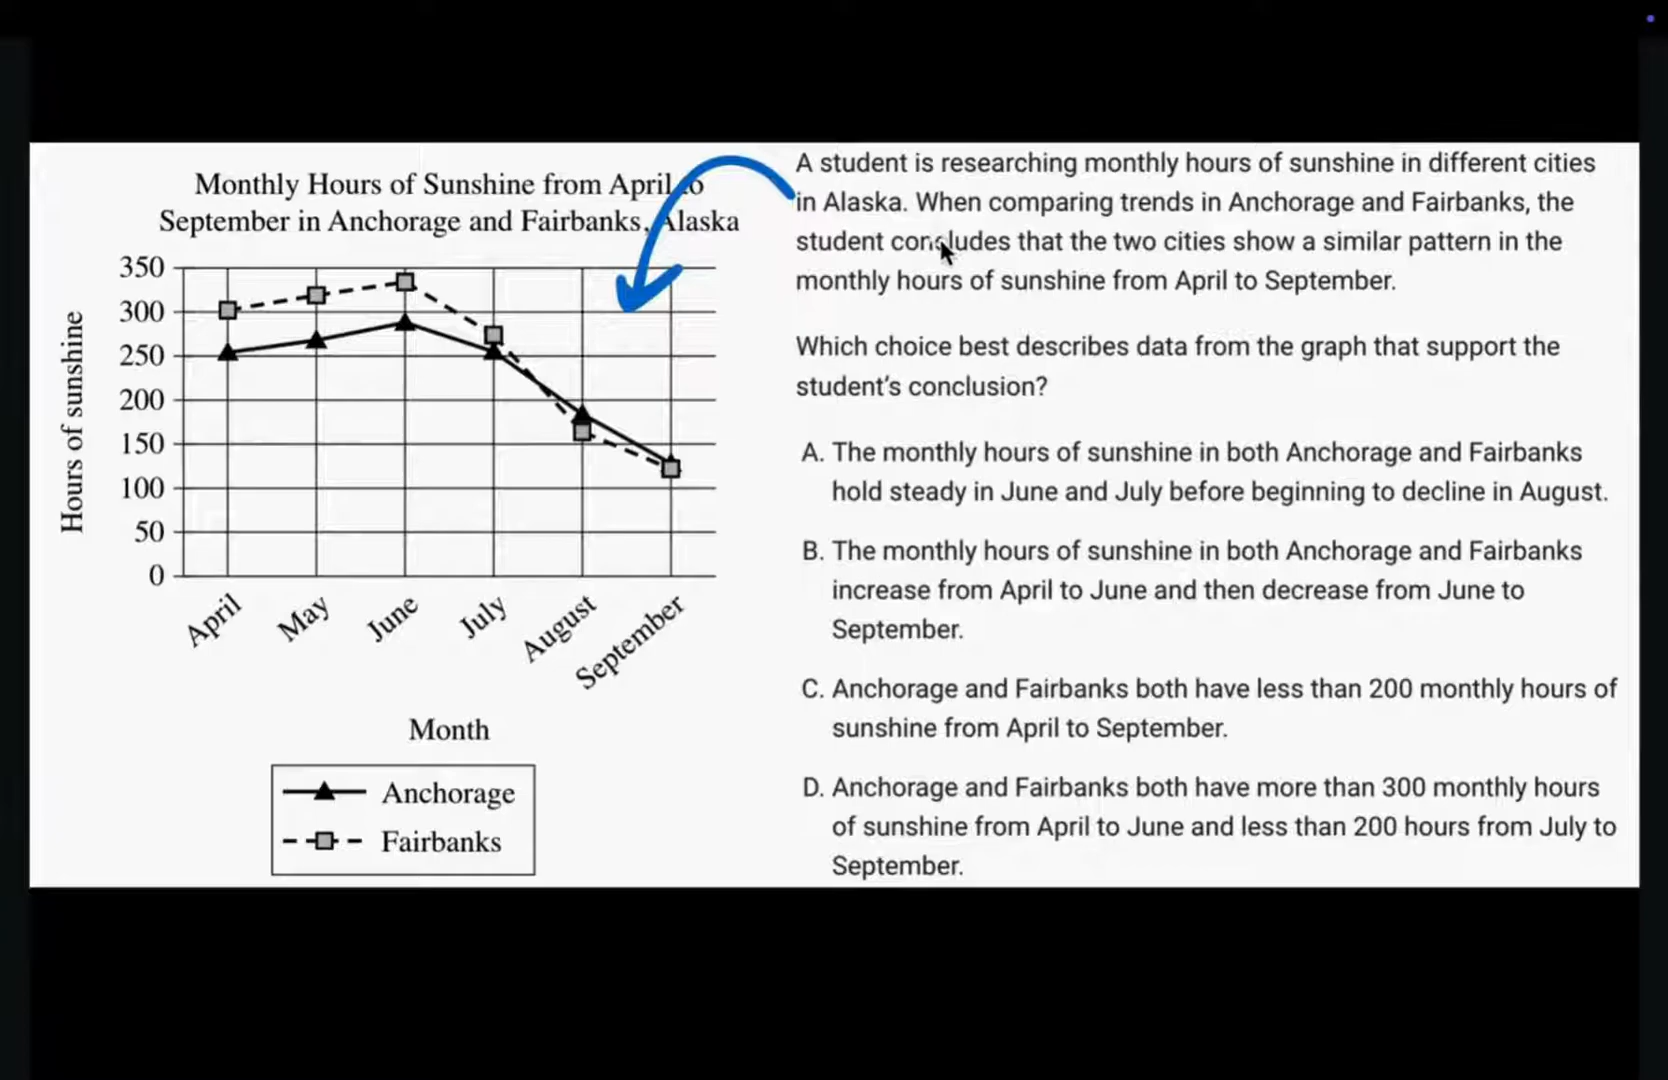 Monthly Hours of Sunshine from April to
September in Anchorage and Fairbanks, Alaska
350
300
250
200
150
100
50
0
Hours of sunshine
April
May
June
July
August
September
Month
Anchorage
Fairbanks
A student is researching monthly hours of sunshine in different cities
in Alaska. When comparing trends in Anchorage and Fairbanks, the
student concludes that the two cities show a similar pattern in the
monthly hours of sunshine from April to September.
Which choice best describes data from the graph that support the
student's conclusion?
A. The monthly hours of sunshine in both Anchorage and Fairbanks
hold steady in June and July before beginning to decline in August.
B. The monthly hours of sunshine in both Anchorage and Fairbanks
increase from April to June and then decrease from June to
September.
C. Anchorage and Fairbanks both have less than 200 monthly hours of
sunshine from April to September.
D. Anchorage and Fairbanks both have more than 300 monthly hours
of sunshine from April to June and less than 200 hours from July to
September.